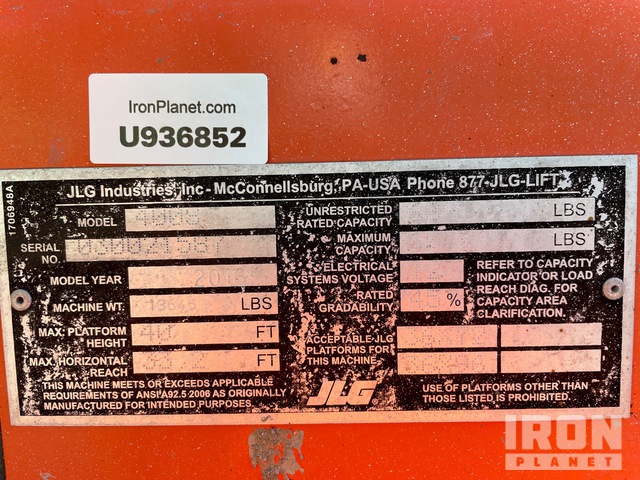 IronPlanet.com
U936852
1706948A
JLG Industries, Inc - McConnellsburg, PA-USA Phone 877-JLG-LIFT
MODEL
SERIAL NO.
MODEL YEAR
MACHINE WT. LBS
MAX. PLATFORM HEIGHT 40 FT
MAX. HORIZONTAL REACH FT
THIS MACHINE MEETS OR EXCEEDS APPLICABLE
REQUIREMENTS OF ANSI A92.5 2006 AS ORIGINALLY
MANUFACTURED FOR INTENDED PURPOSES.
UNRESTRICTED RATED CAPACITY LBS
MAXIMUM CAPACITY LBS
ELECTRICAL SYSTEMS VOLTAGE
RATED GRADABILITY %
REFER TO CAPACITY
INDICATOR OR LOAD
REACH DIAG. FOR
CAPACITY AREA
CLARIFICATION.
ACCEPTABLE JLG
PLATFORMS FOR
THIS MACHINE
JLG
USE OF PLATFORMS OTHER THAN
THOSE LISTED IS PROHIBITED.
IRON
PLANET